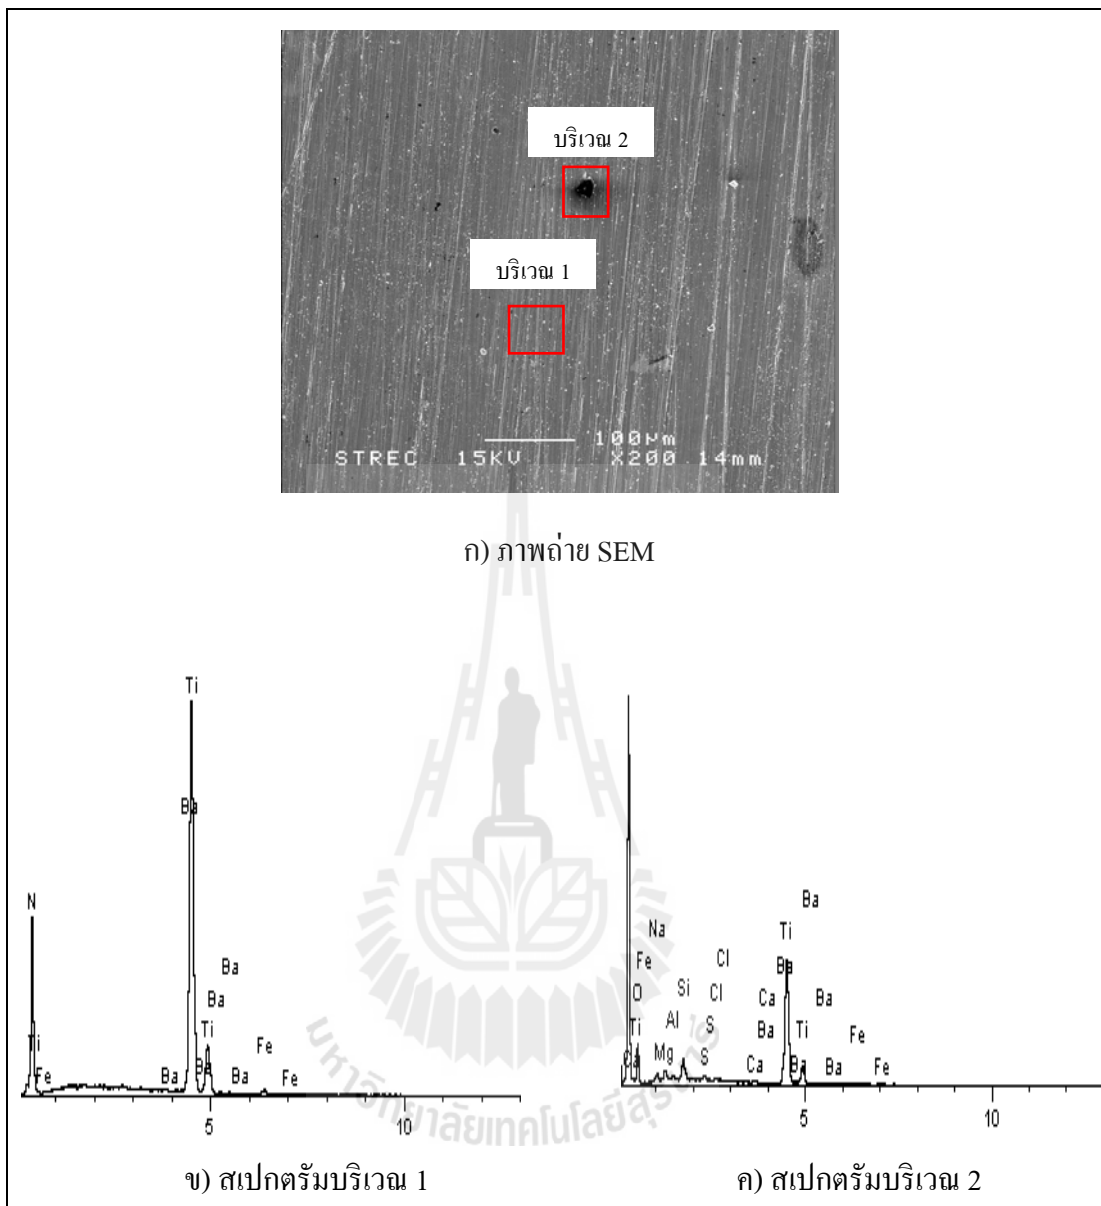 บริเวณ 2
บริเวณ 1
100µm
STREC 15KV X200 14mm
ก) ภาพถ่าย SEM
Ti
Ba
N
Ba
Ba
Ti Ti Fe
Fe Ba Ba Ba Fe
5 10
Ba
Na Ti
Fe Cl Ba
O Si Cl Ca Ba
Ti Al S Ba Ti Fe
Ca Mg S Ca Ba Ba Fe
5 10
มหาวิทยาลัยเทคโนโลยีสุรนารี
ข) สเปกตรัมบริเวณ 1
ค) สเปกตรัมบริเวณ 2